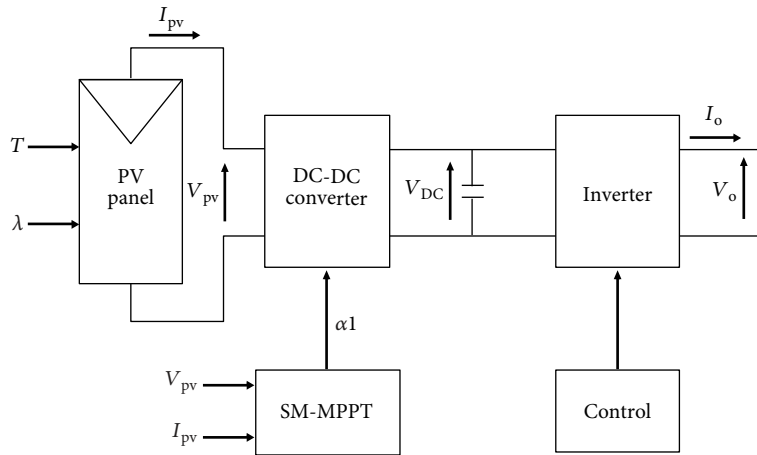 I_pv
T
λ
PV
panel
V_pv
DC-DC
converter
V_DC
Inverter
I_o
V_o
α1
V_pv
I_pv
SM-MPPT
Control